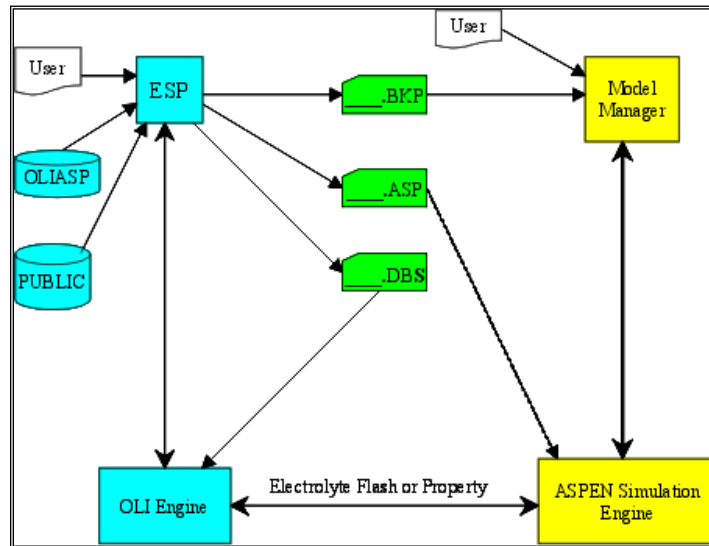 User
User
ESP
____.BKP
Model
Manager
OLIASP
____.ASP
PUBLIC
____.DBS
Electrolyte Flash or Property
OLI Engine
ASPEN Simulation
Engine